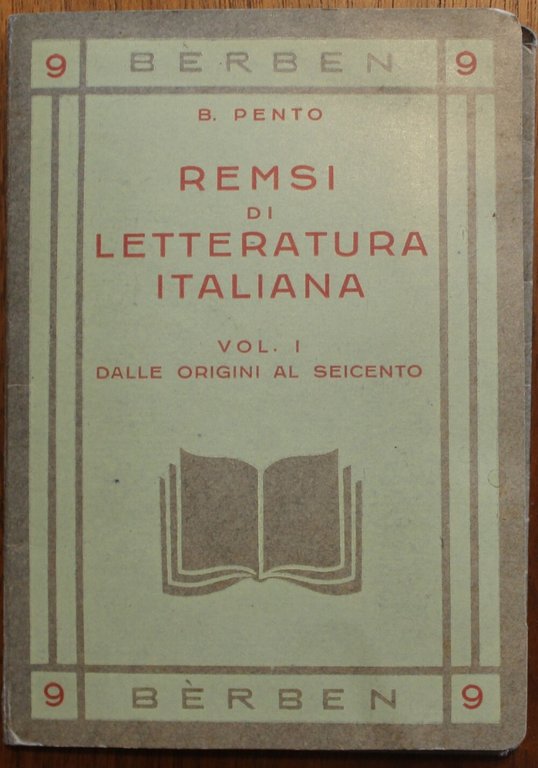 9 BÈRBEN 9
B. PENTO
REMSI
DI
LETTERATURA
ITALIANA
VOL. I
DALLE ORIGINI AL SEICENTO
9 BÈRBEN 9